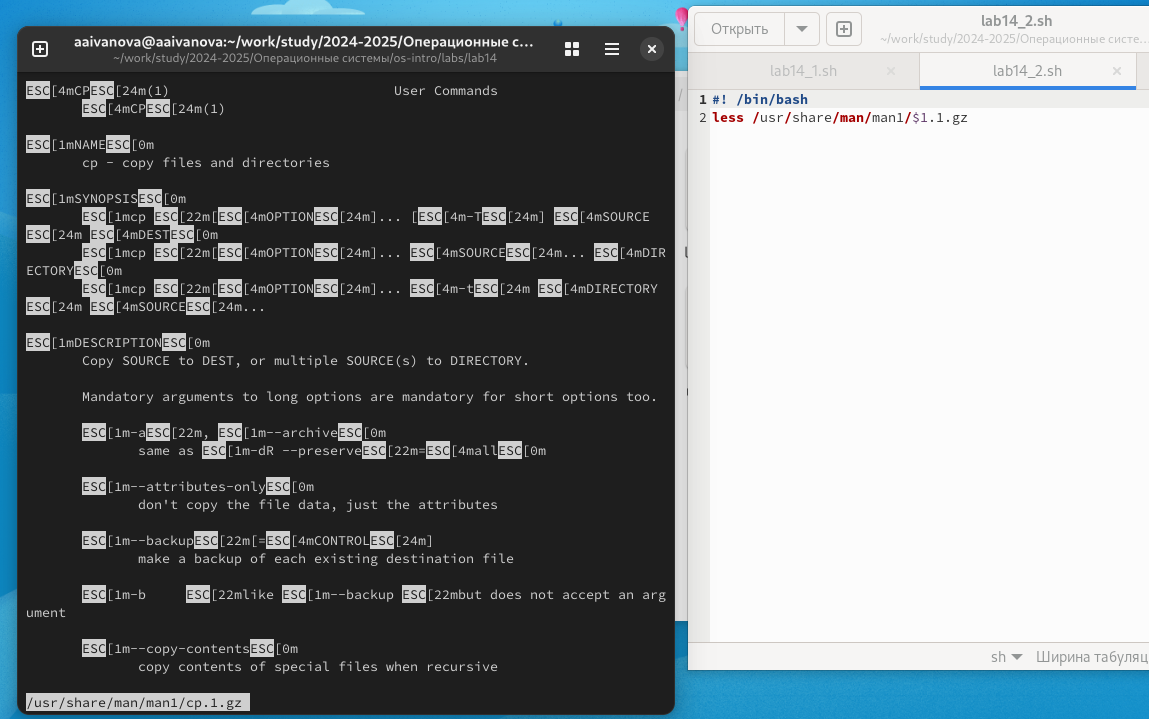 aaivanova@aaivanova:~/work/study/2024-2025/Операционные с...
~/work/study/2024-2025/Операционные системы/os-intro/labs/lab14
ESC[4mCPESC[24m(1) User Commands
ESC[4mCPESC[24m(1)
ESC[1mNAMEESC[0m
cp - copy files and directories
ESC[1mSYNOPSISESC[0m
ESC[1mcp ESC[22m[ESC[4mOPTIONESC[24m]... [ESC[4m-TESC[24m] ESC[4mSOURCE
ESC[24m ESC[4mDESTESC[0m
ESC[1mcp ESC[22m[ESC[4mOPTIONESC[24m]... ESC[4mSOURCEESC[24m... ESC[4mDIR
ECTORYESC[0m
ESC[1mcp ESC[22m[ESC[4mOPTIONESC[24m]... ESC[4m-tESC[24m ESC[4mDIRECTORY
ESC[24m ESC[4mSOURCEESC[24m...
ESC[1mDESCRIPTIONESC[0m
Copy SOURCE to DEST, or multiple SOURCE(s) to DIRECTORY.
Mandatory arguments to long options are mandatory for short options too.
ESC[1m-aESC[22m, ESC[1m--archiveESC[0m
same as ESC[1m-dR --preserveESC[22m=ESC[4mallESC[0m
ESC[1m--attributes-onlyESC[0m
don't copy the file data, just the attributes
ESC[1m--backupESC[22m[=ESC[4mCONTROLESC[24m]
make a backup of each existing destination file
ESC[1m-b ESC[22mlike ESC[1m--backup ESC[22mbut does not accept an arg
ument
ESC[1m--copy-contentsESC[0m
copy contents of special files when recursive
/usr/share/man/man1/cp.1.gz
Открыть
lab14_2.sh
~/work/study/2024-2025/Операционные систе...
lab14_1.sh
lab14_2.sh
1 #! /bin/bash
2 less /usr/share/man/man1/$1.1.gz
sh
Ширина табуляц